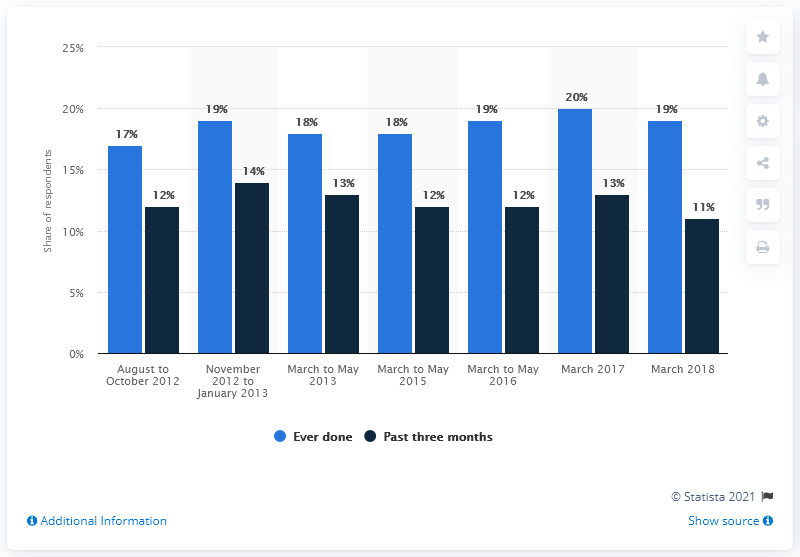 25%
20%
15%
10%
5%
0%
Share of respondents
17%
12%
19%
14%
18%
13%
18%
12%
19%
12%
20%
13%
19%
11%
August to
October 2012
November
2012 to
January 2013
March to May
2013
March to May
2015
March to May
2016
March 2017
March 2018
Ever done
Past three months
© Statista 2021
Additional Information
Show source